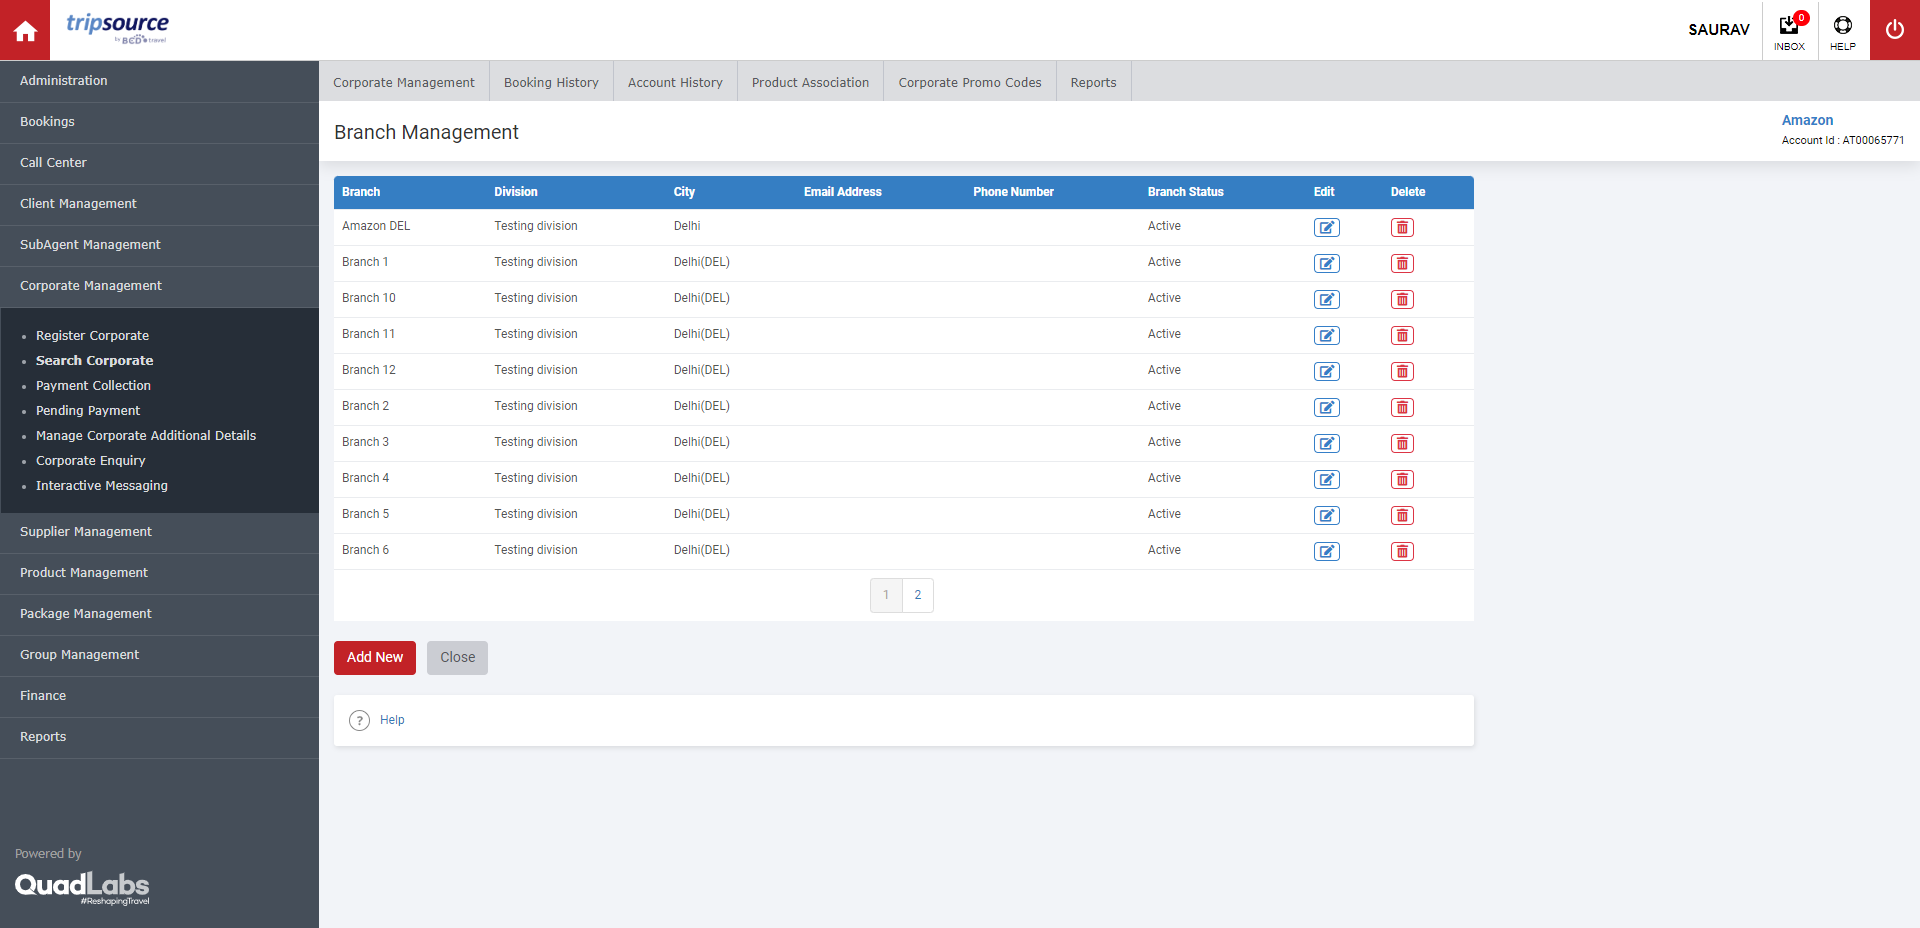 tripsource
by BCD travel
SAURAV
0
INBOX
HELP
Administration
Bookings
Call Center
Client Management
SubAgent Management
Corporate Management
Register Corporate
Search Corporate
Payment Collection
Pending Payment
Manage Corporate Additional Details
Corporate Enquiry
Interactive Messaging
Supplier Management
Product Management
Package Management
Group Management
Finance
Reports
Powered by
QuadLabs
#ReshapingTravel
Corporate Management Booking History Account History Product Association Corporate Promo Codes Reports
Branch Management
Amazon
Account Id : AT00065771
Branch Division City Email Address Phone Number Branch Status Edit Delete
Amazon DEL Testing division Delhi Active
Branch 1 Testing division Delhi(DEL) Active
Branch 10 Testing division Delhi(DEL) Active
Branch 11 Testing division Delhi(DEL) Active
Branch 12 Testing division Delhi(DEL) Active
Branch 2 Testing division Delhi(DEL) Active
Branch 3 Testing division Delhi(DEL) Active
Branch 4 Testing division Delhi(DEL) Active
Branch 5 Testing division Delhi(DEL) Active
Branch 6 Testing division Delhi(DEL) Active
1 2
Add New Close
? Help